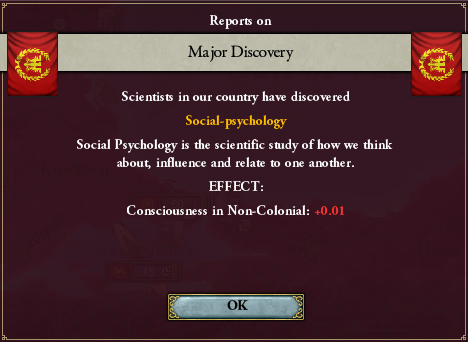 Reports on
Major Discovery
Scientists in our country have discovered
Social-psychology
Social Psychology is the scientific study of how we think
about, influence and relate to one another.
EFFECT:
Consciousness in Non-Colonial: +0.01
OK